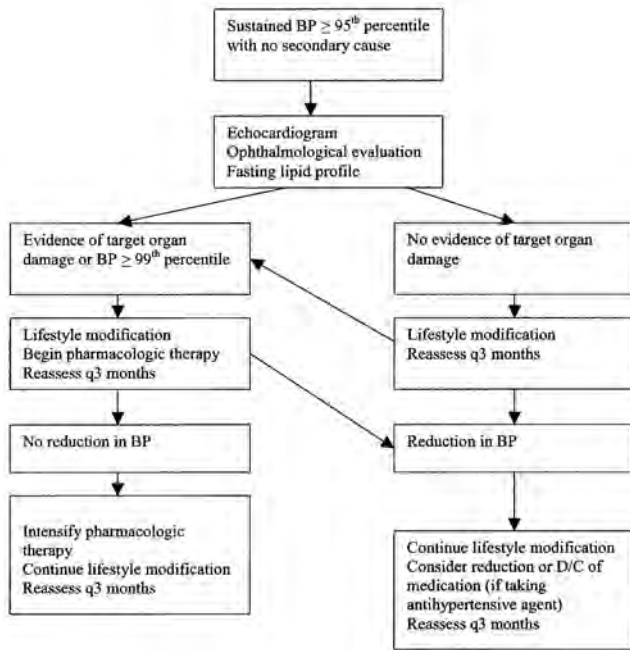 Sustained BP ≥ 95th percentile
with no secondary cause
Echocardiogram
Ophthalmological evaluation
Fasting lipid profile
Evidence of target organ
damage or BP ≥ 99th percentile
No evidence of target organ
damage
Lifestyle modification
Begin pharmacologic therapy
Reassess q3 months
Lifestyle modification
Reassess q3 months
No reduction in BP
Reduction in BP
Intensify pharmacologic
therapy
Continue lifestyle modification
Reassess q3 months
Continue lifestyle modification
Consider reduction or D/C of
medication (if taking
antihypertensive agent)
Reassess q3 months